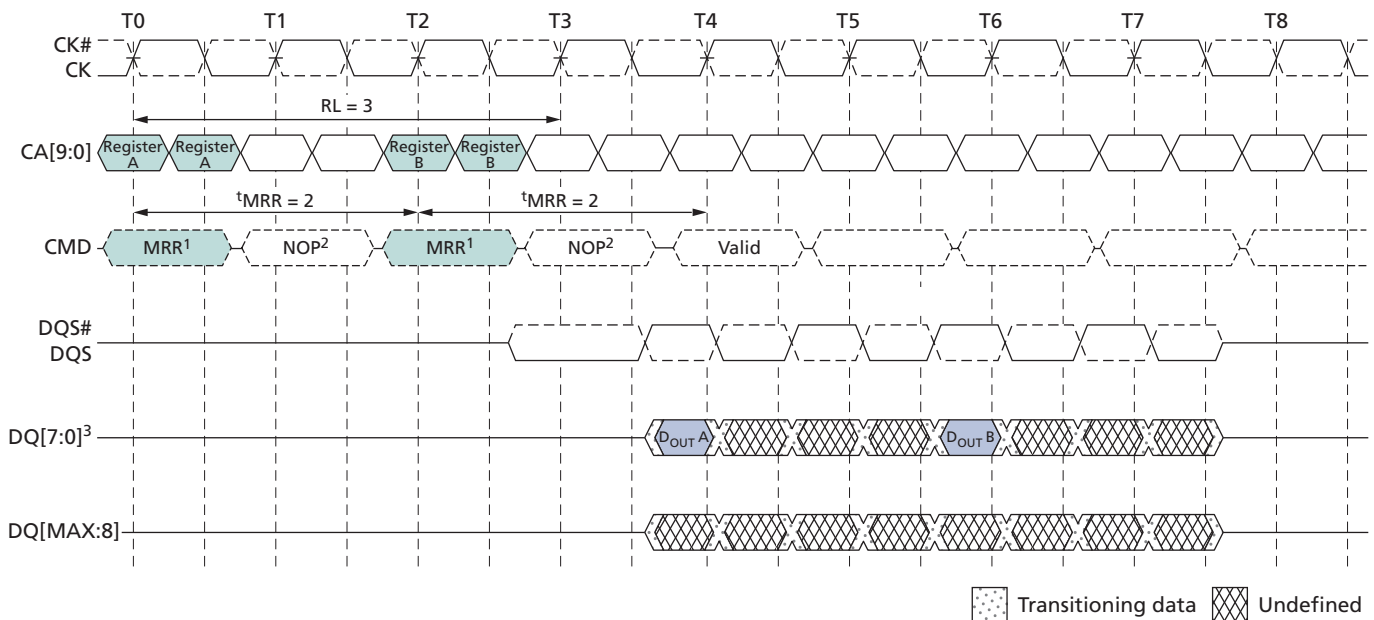 T0 T1 T2 T3 T4 T5 T6 T7 T8
CK#
CK
RL = 3
CA[9:0]
Register A Register A Register B Register B
tMRR = 2 tMRR = 2
CMD MRR1 NOP2 MRR1 NOP2 Valid
DQS#
DQS
DQ[7:0]3 DOUT A DOUT B
DQ[MAX:8]
Transitioning data Undefined